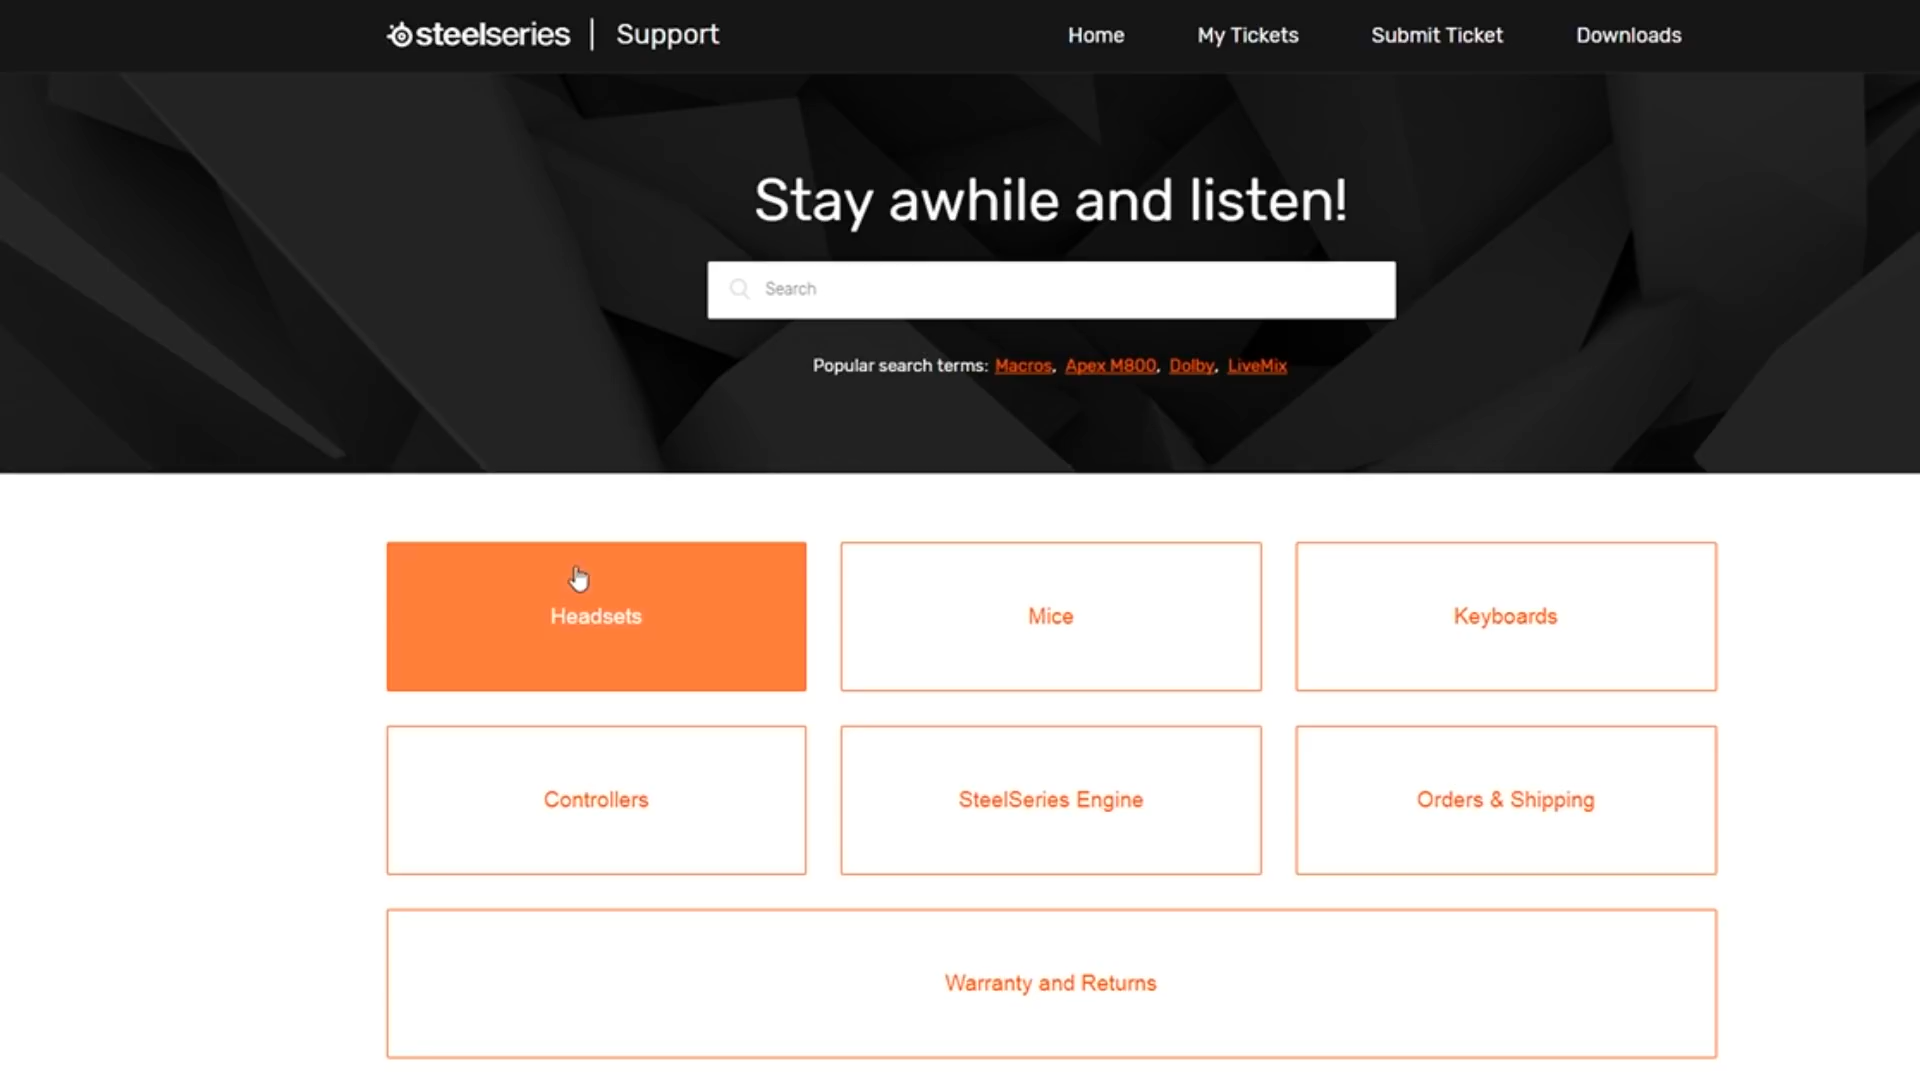 steelseries | Support Home My Tickets Submit Ticket Downloads
Stay awhile and listen!
Search
Popular search terms: Macros, Apex M800, Dolby, LiveMix
Headsets Mice Keyboards
Controllers SteelSeries Engine Orders & Shipping
Warranty and Returns